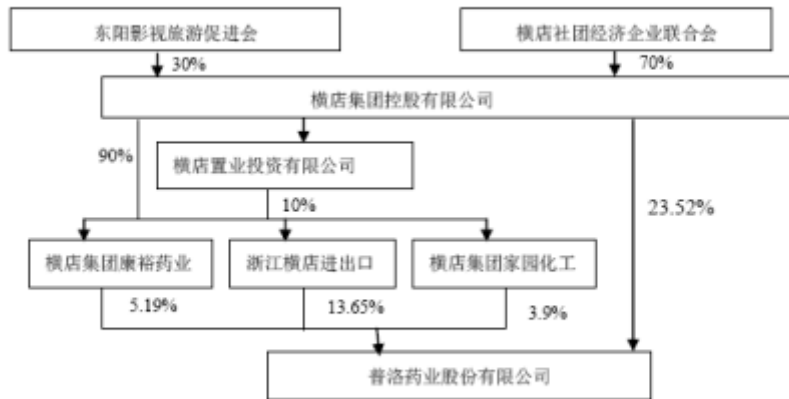 东阳影视旅游促进会
横店社团经济企业联合会
30%
70%
横店集团控股有限公司
90%
横店置业投资有限公司
10%
23.52%
横店集团康裕药业
浙江横店进出口
横店集团家园化工
5.19%
13.65%
3.9%
普洛药业股份有限公司